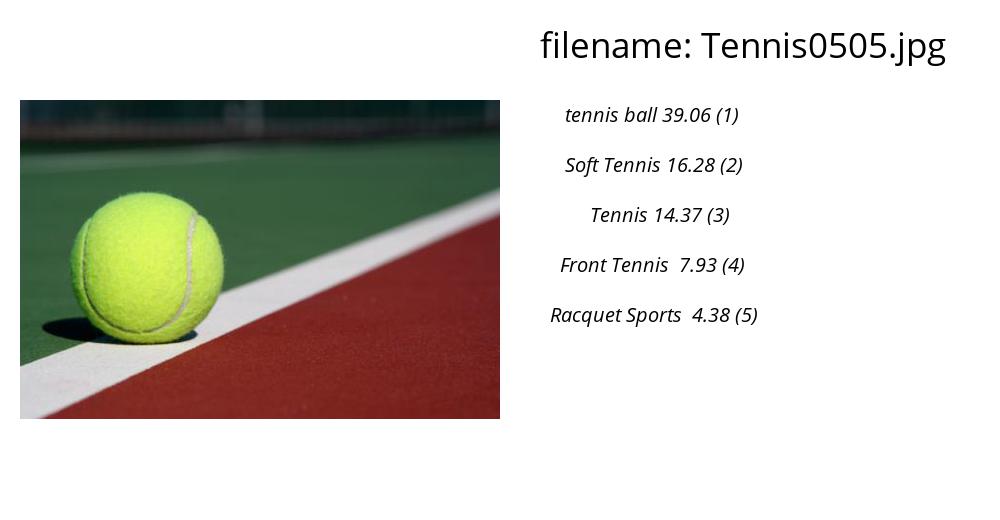 filename: Tennis0505.jpg
tennis ball 39.06 (1)
Soft Tennis 16.28 (2)
Tennis 14.37 (3)
Front Tennis  7.93 (4)
Racquet Sports  4.38 (5)